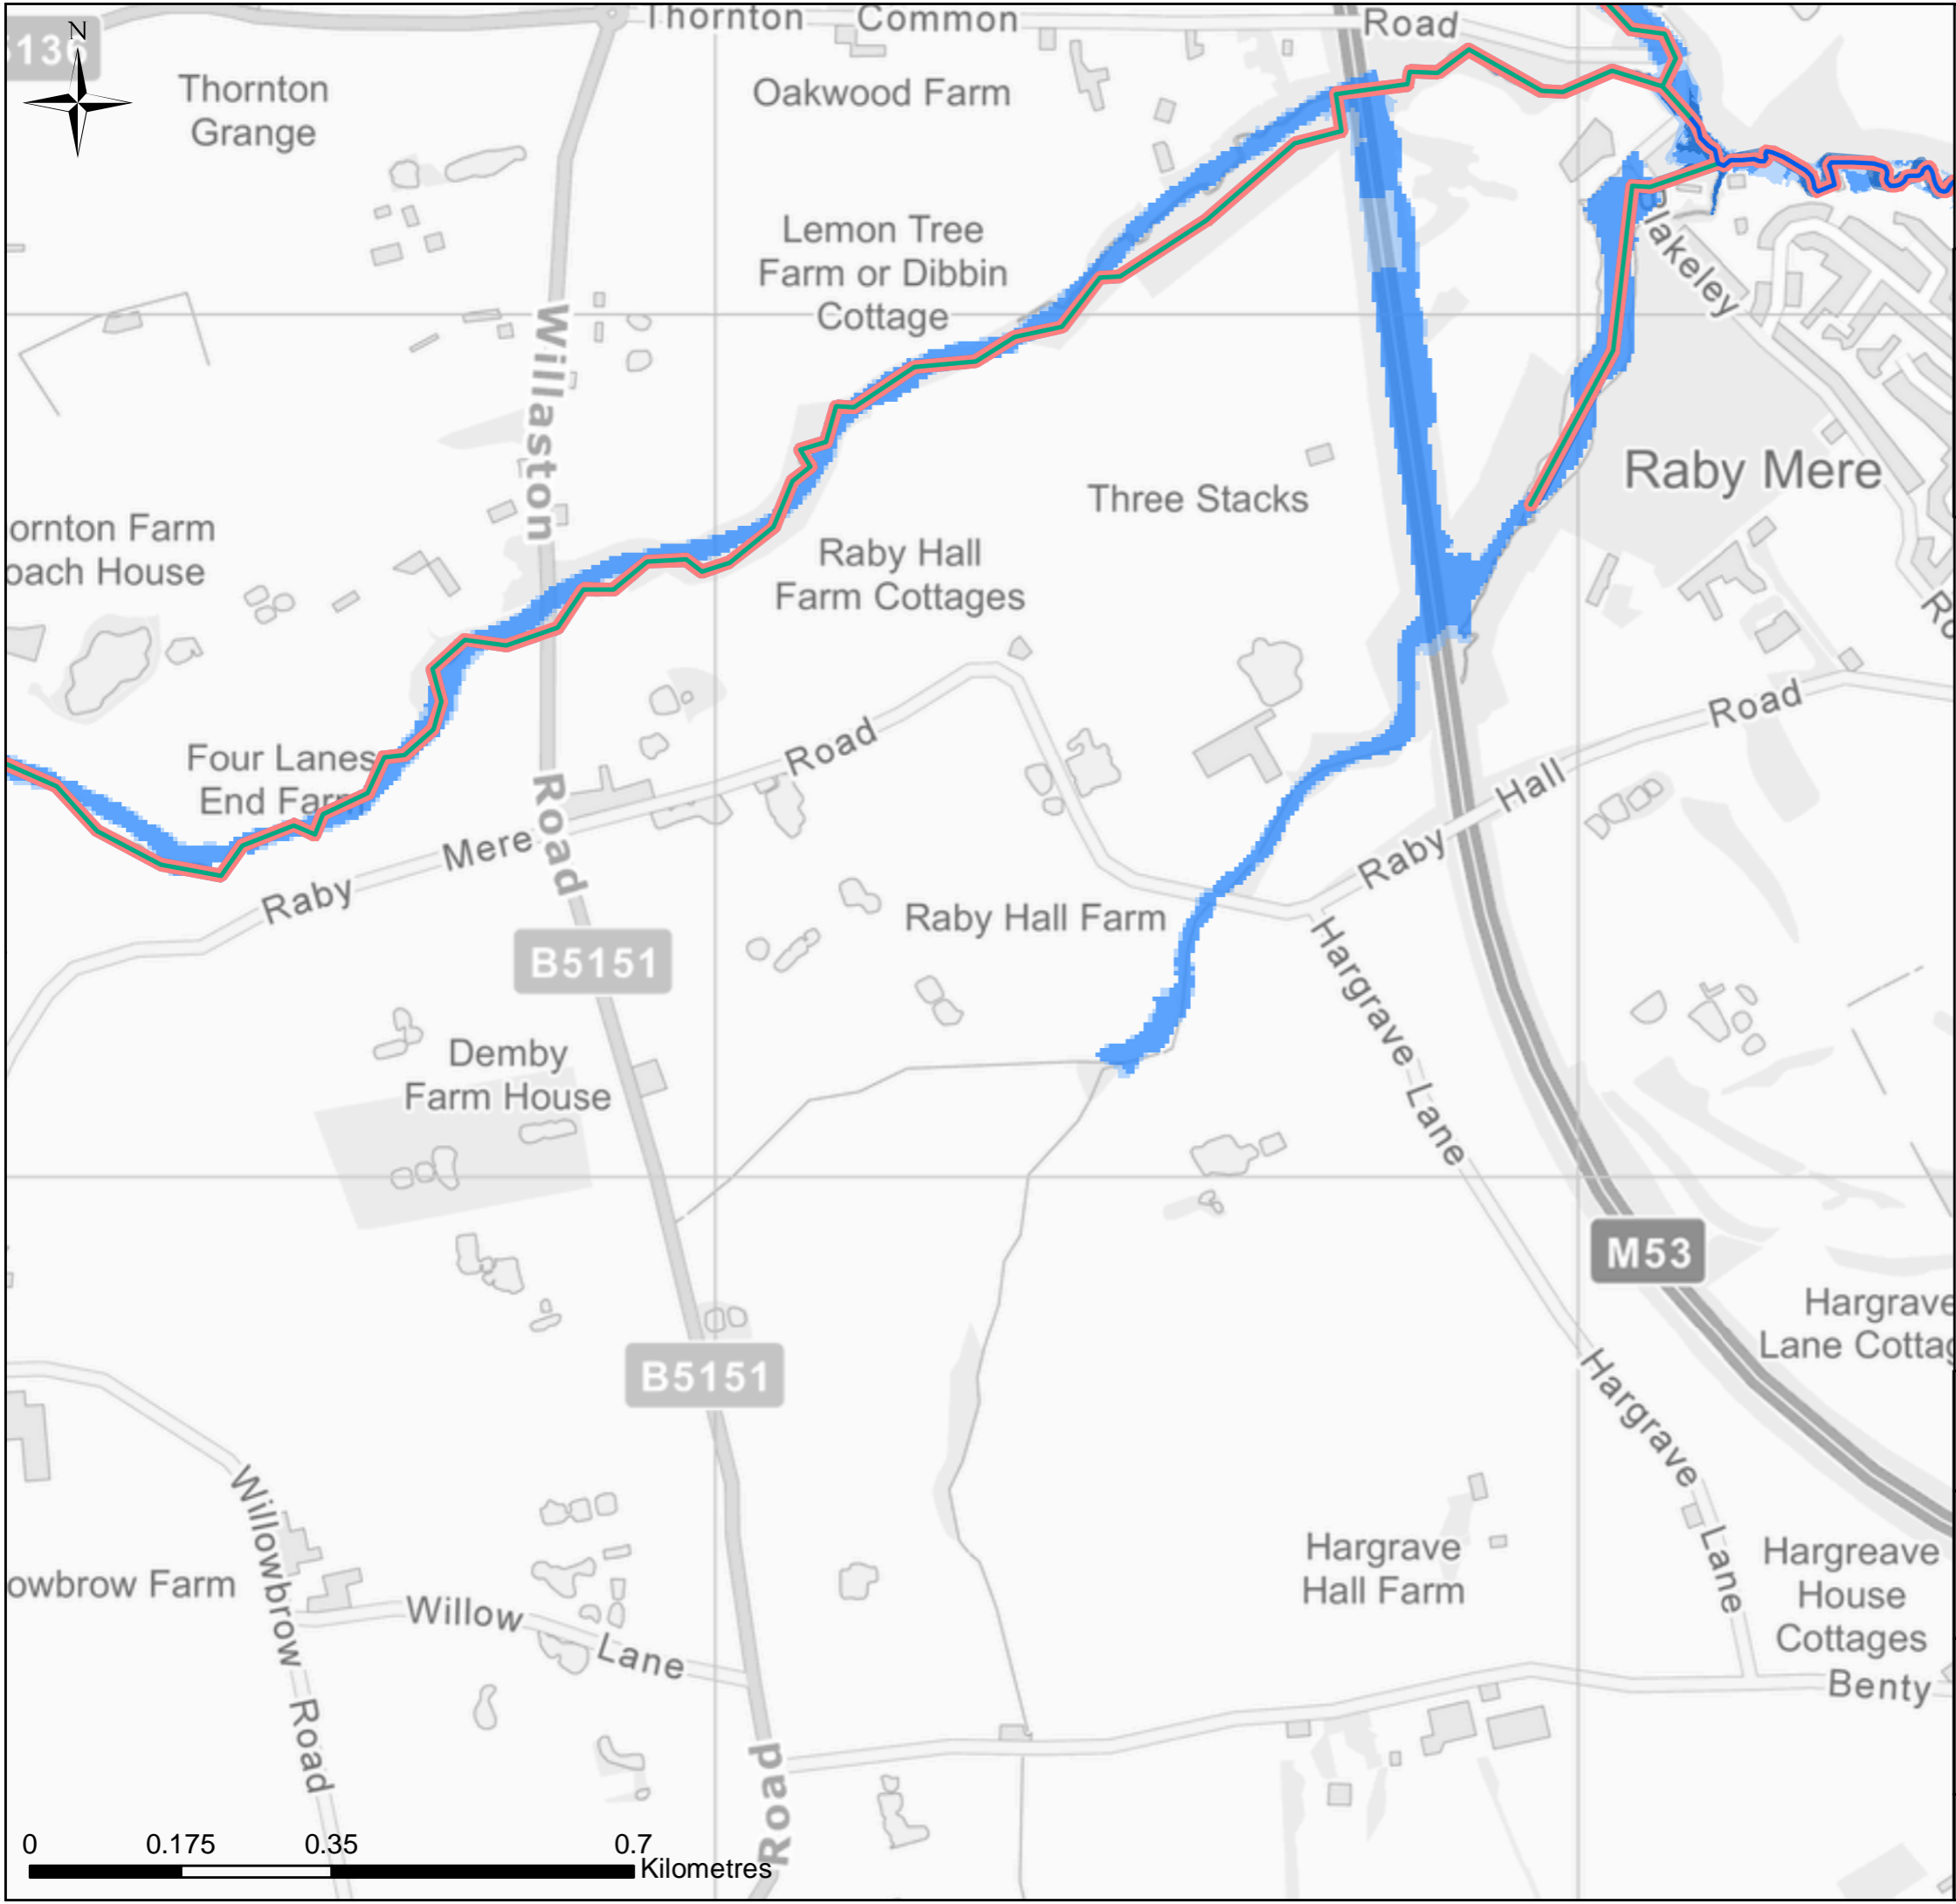 Thornton Common Road
5136
N
Thornton
Grange
Oakwood Farm
Lemon Tree
Farm or Dibbin
Cottage
Blakeley
Willaston
Raby Mere
Three Stacks
ornton Farm
oach House
Raby Hall
Farm Cottages
Ro
Four Lanes
End Farm
Road
Raby Mere Road
Raby Hall Road
Raby Hall Farm
B5151
Hargrave Lane
Demby
Farm House
M53
Hargrave
Lane Cottag
B5151
Hargrave Lane
Willowbrow Road
owbrow Farm
Willow Lane
Hargrave
Hall Farm
Hargreave
House
Cottages
Benty
Road
0 0.175 0.35 0.7
Kilometres